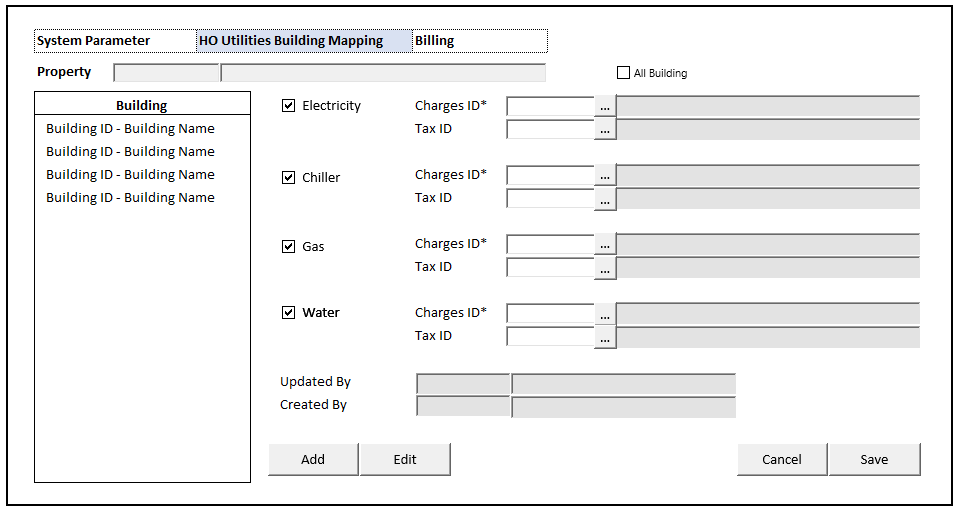 System Parameter HO Utilities Building Mapping Billing
Property All Building
Building
Building ID - Building Name
Building ID - Building Name
Building ID - Building Name
Building ID - Building Name
Electricity Charges ID* ...
Tax ID ...
Chiller Charges ID* ...
Tax ID ...
Gas Charges ID* ...
Tax ID ...
Water Charges ID* ...
Tax ID ...
Updated By
Created By
Add Edit Cancel Save